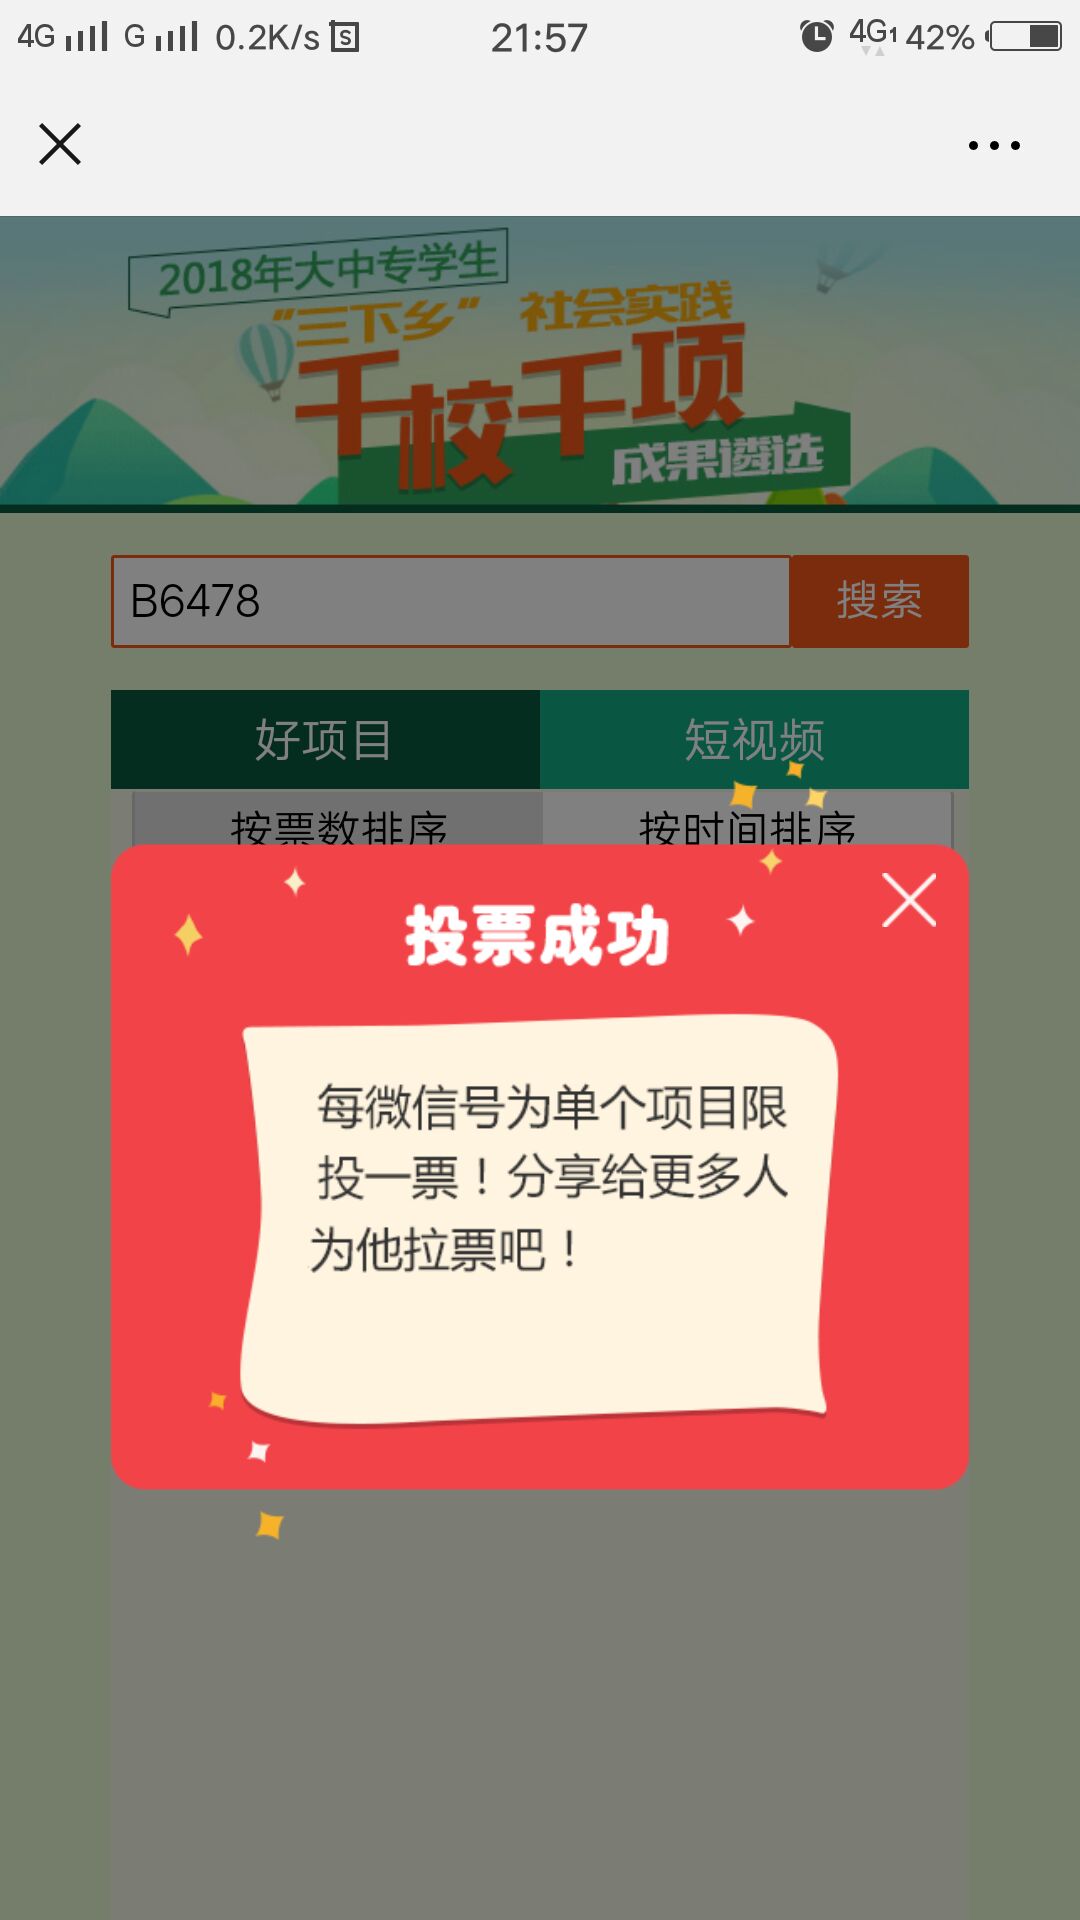 4G G 0.2K/s S 21:57 4G1 42%
2018年大中专学生
“三下乡” 社会实践
千校千项
成果遴选
B6478 搜索
好项目 短视频
按票数排序 按时间排序
投票成功
每微信号为单个项目限
投一票！分享给更多人
为他拉票吧！